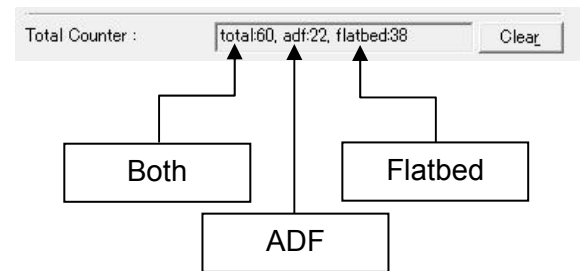 Total Counter : total:60, adf:22, flatbed:38 Clear
Both Flatbed
ADF